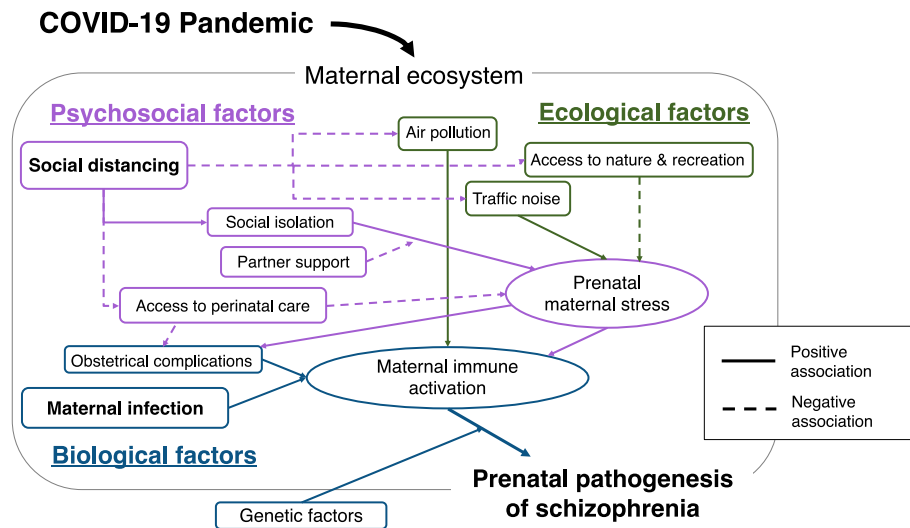 COVID-19 Pandemic
Maternal ecosystem
Psychosocial factors
Ecological factors
Air pollution
Social distancing
Access to nature & recreation
Traffic noise
Social isolation
Partner support
Prenatal
maternal stress
Access to perinatal care
Obstetrical complications
Maternal immune
activation
Positive
association
Negative
association
Maternal infection
Biological factors
Prenatal pathogenesis
of schizophrenia
Genetic factors